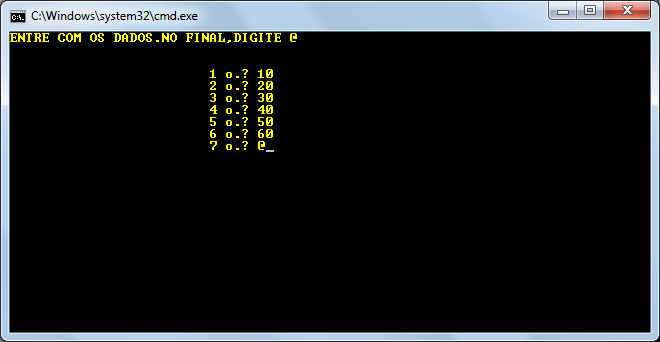 C:\Windows\system32\cmd.exe
ENTRE COM OS DADOS.NO FINAL,DIGITE @
1 o.? 10
2 o.? 20
3 o.? 30
4 o.? 40
5 o.? 50
6 o.? 60
7 o.? @_